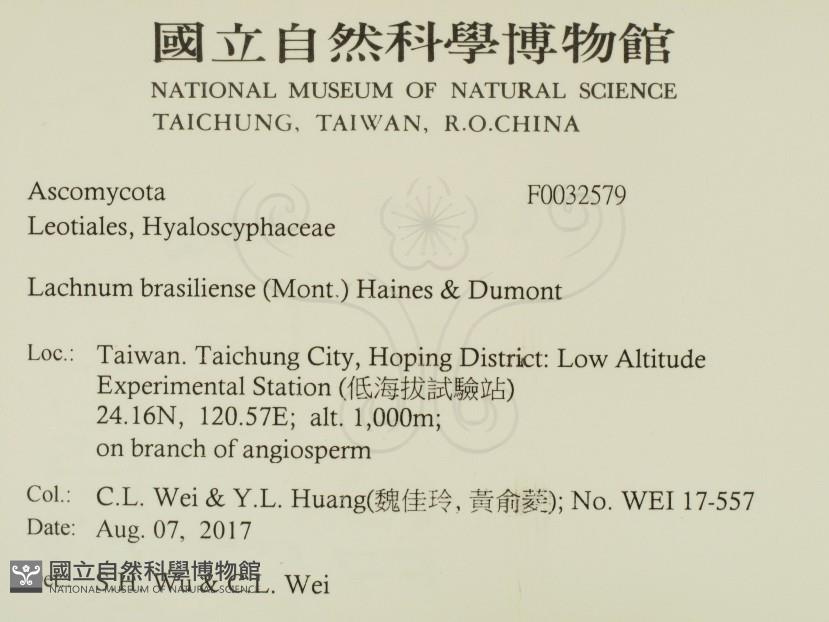 國立自然科學博物館
NATIONAL MUSEUM OF NATURAL SCIENCE
TAICHUNG, TAIWAN, R.O.CHINA
Ascomycota F0032579
Leotiales, Hyaloscyphaceae
Lachnum brasiliense (Mont.) Haines & Dumont
Loc.: Taiwan. Taichung City, Hoping District: Low Altitude
Experimental Station (低海拔試驗站)
24.16N, 120.57E; alt. 1,000m;
on branch of angiosperm
Col.: C.L. Wei & Y.L. Huang(魏佳玲, 黃俞菱); No. WEI 17-557
Date: Aug. 07, 2017
S.H. Wu & C.L. Wei
國立自然科學博物館
NATIONAL MUSEUM OF NATURAL SCIENCE